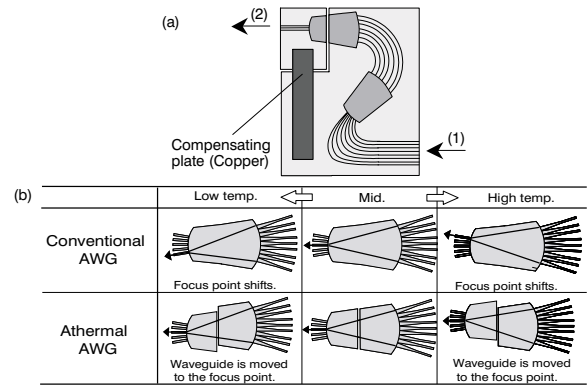 (a)
(2)
Compensating
plate (Copper)
(1)
(b)
Low temp.
Mid.
High temp.
Conventional
AWG
Focus point shifts.
Focus point shifts.
Athermal
AWG
Waveguide is moved
to the focus point.
Waveguide is moved
to the focus point.